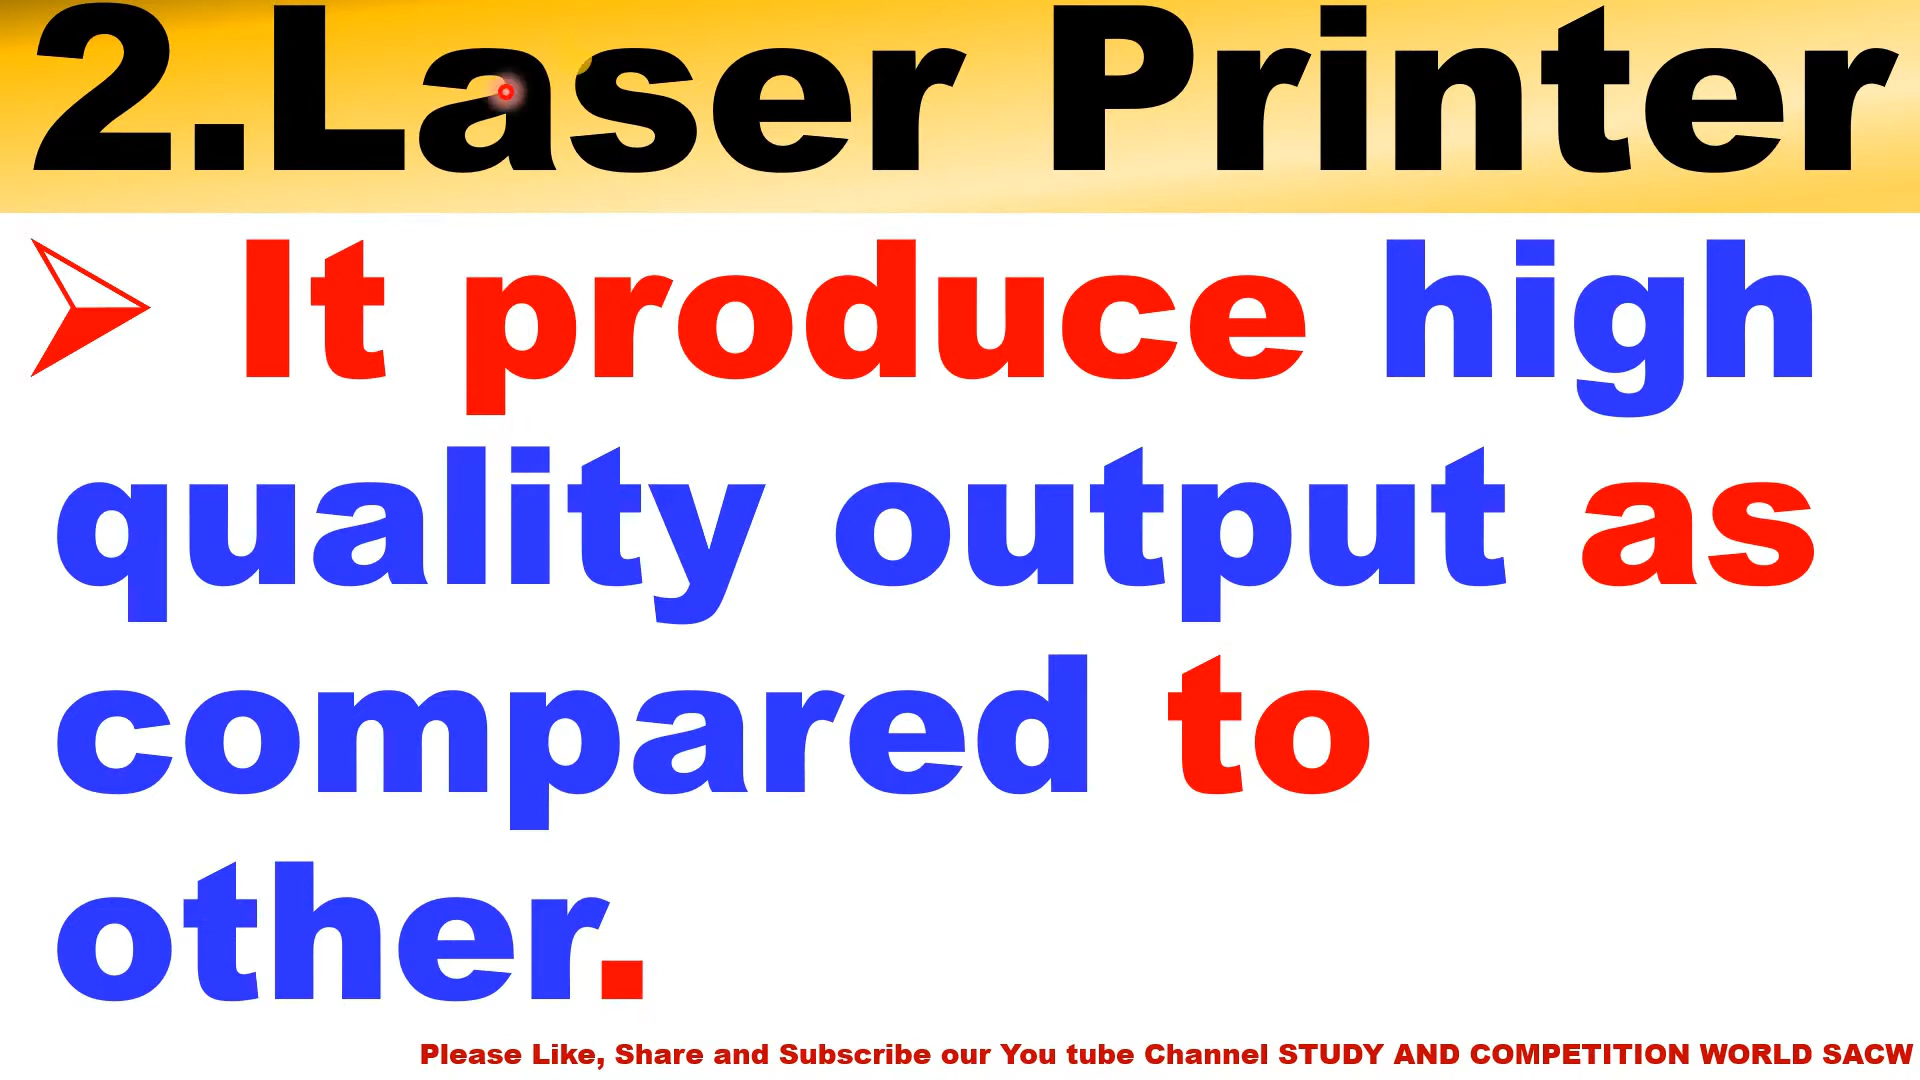 2.Laser Printer
It produce high
quality output as
compared to
other.
Please Like, Share and Subscribe our You tube Channel STUDY AND COMPETITION WORLD SACW